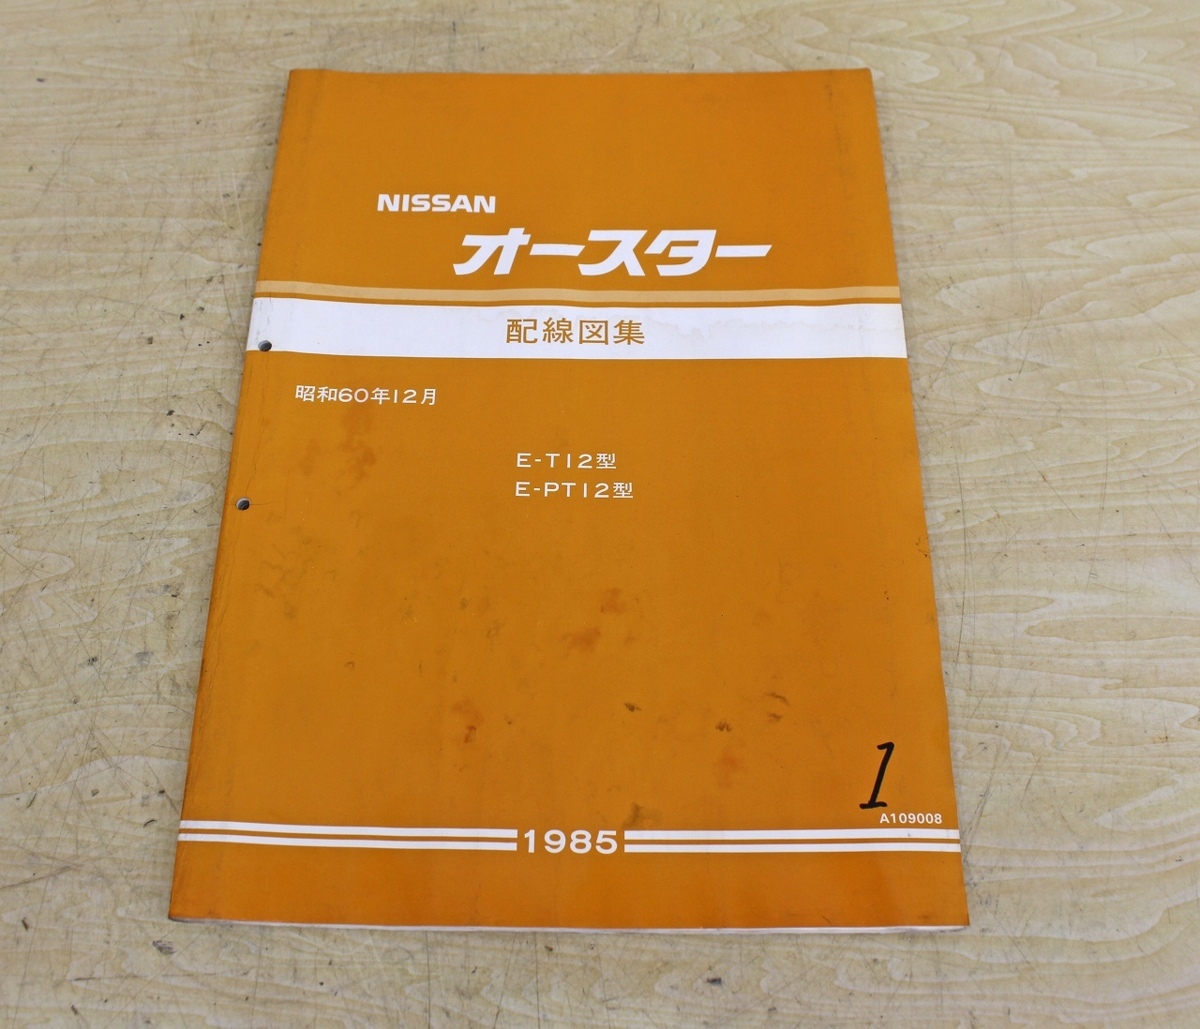 NISSAN
オースター
配線図集
昭和60年12月
E-T12型
E-PT12型
1
A109008
1985